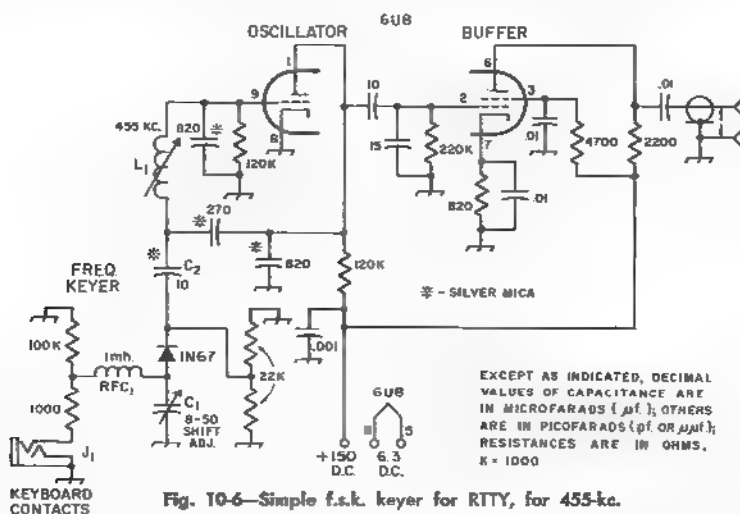 6U8
OSCILLATOR
BUFFER
1
9
8
6
3
2
7
10
.01
455 KC.
820
*
120K
L₁
15
220K
.01
4700
2200
820
.01
*
270
*
820
120K
*
C₂
10
* - SILVER MICA
FREQ.
KEYER
100K
1mh.
RFC₁
1N67
22K
.001
1000
C₁
8-50
SHIFT
ADJ.
J₁
KEYBOARD
CONTACTS
6U8
5
+150
D.C.
6.3
D.C.
EXCEPT AS INDICATED, DECIMAL
VALUES OF CAPACITANCE ARE
IN MICROFARADS ( μf.); OTHERS
ARE IN PICOFARADS ( pf. OR μμf.);
RESISTANCES ARE IN OHMS,
K = 1000
Fig. 10-6—Simple f.s.k. keyer for RTTY, for 455-kc.